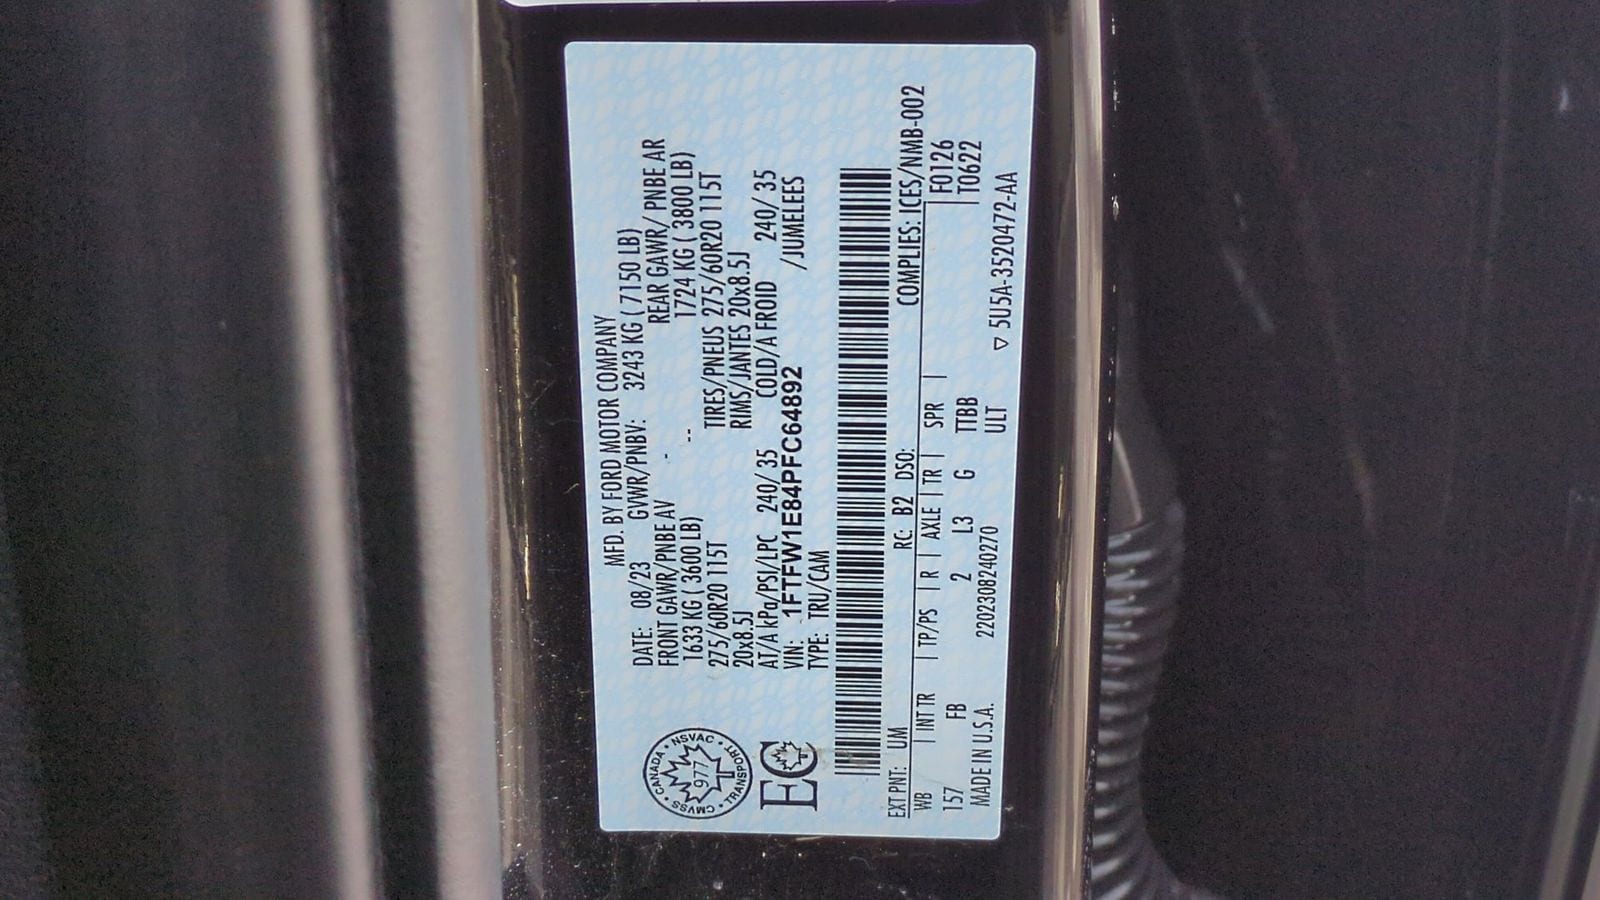 MFD. BY FORD MOTOR COMPANY
DATE: 08/23 GVWR/PNBV: 3243 KG ( 7150 LB)
FRONT GAWR/PNBE AV - REAR GAWR/ PNBE AR
1633 KG ( 3600 LB) -- 1724 KG ( 3800 LB)
275/60R20 115T TIRES/PNEUS 275/60R20 115T
20x8.5J RIMS/JANTES 20x8.5J
AT/A kPa/PSI/LPC 240/ 35 COLD/A FROID 240/ 35
VIN: 1FTFW1E84PFC64892 /JUMELEES
TYPE: TRU/CAM
CANADA • NSVAC • TRANSPORT • CMVSS •
977
T
EC
RC: B2 DSO: COMPLIES: ICES/NMB-002
EXT PNT: UM
WB | INT TR | TP/PS | R | AXLE | TR | SPR | F0126
157 FB 2 L3 G TTBB T0622
ULT
MADE IN U.S.A. 220230824027​0 ▽ 5U5A-3520472-AA